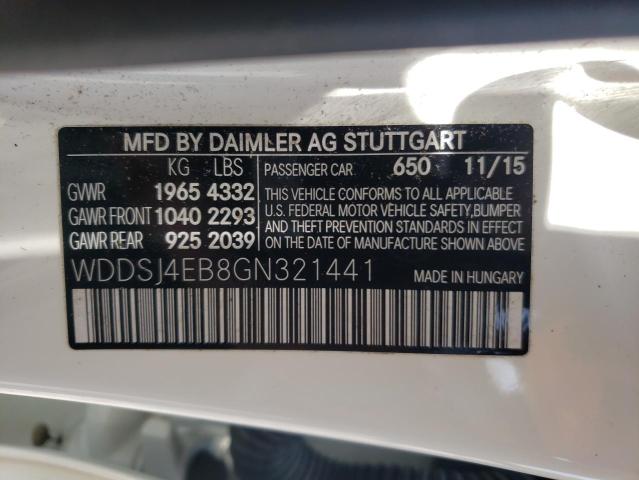 MFD BY DAIMLER AG STUTTGART
KG LBS PASSENGER CAR 650 11/15
GVWR 1965 4332 THIS VEHICLE CONFORMS TO ALL APPLICABLE
GAWR FRONT 1040 2293 U.S. FEDERAL MOTOR VEHICLE SAFETY, BUMPER
AND THEFT PREVENTION STANDARDS IN EFFECT
GAWR REAR 925 2039 ON THE DATE OF MANUFACTURE SHOWN ABOVE.
WDDSJ4EB8GN321441 MADE IN HUNGARY